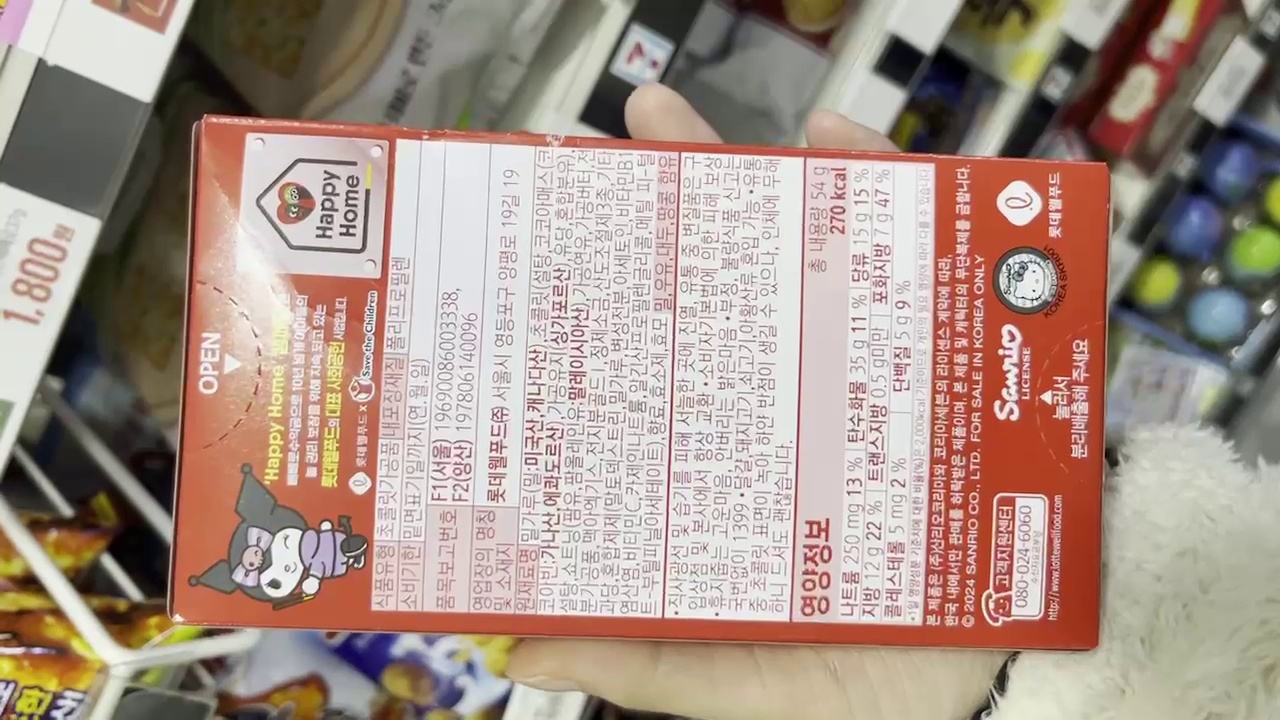 1,800원
OPEN
'Happy Home'
빼빼로수익금으로 10년 넘게 아이들의
놀 권리 보장을 위해 지속 되고 있는
롯데웰푸드의 대표 사회공헌 사업입니다.
롯데웰푸드 x Save the Children
Happy
Home
식품유형 초콜릿가공품 내포장재질 폴리프로필렌
소비기한 밑면표기일까지(연.월.일)
품목보고번호 F1(서울) 19690086003338,
F2(양산) 197806140096
영업장의 명칭 및 소재지 롯데웰푸드㈜ 서울시 영등포구 양평로 19길 19
원재료명 밀가루(밀:미국산,캐나다산),초콜릿(설탕,코코아매스(코
코아빈:가나산,에콰도르산),가공유지(싱가포르산),유당,혼합분유)
설탕,쇼트닝(팜유,팜올레인유:말레이시아산),가공연유,가공버터,전
분가공품,맥아엑기스,전지분골드Ⅰ,정제소금,산도조절제3종,기타
과당,혼합제제(말토덱스트린,밀가루,변성전분,아세토인,비타민B1
염산염,비타민C,카제인나트륨,알긴산프로필렌글리콜,메틸 피-털
트-부틸피닐아세테이트),향료,효소제,효모 밀,우유,대두,땅콩 함유
•직사광선 및 습기를 피해 서늘한 곳에 진열, 유통 중 변질품은 구
입상점 및 본사에서 항상 교환 •소비자기본법에 의한 피해 보상
•휴지줍는 고우마음, 안버리는 밝은마음 •부정, 불량식품 신고는
국번없이 1399 •달걀,돼지고기,쇠고기,아황산류 혼입 가능 •유통
중 초콜릿 표면이 녹아 하얀 반점이 생길 수 있으나, 인체에 무해
하니 드셔도 괜찮습니다.
영양정보 총 내용량 54 g
270 kcal
나트륨 250 mg 13 % 탄수화물 35 g 11 % 당류 15 g 15 %
지방 12 g 22 % 트랜스지방 0.5 g미만 포화지방 7 g 47 %
콜레스테롤 5 mg 2 % 단백질 5 g 9 %
•1일 영양성분 기준치에 대한 비율(%)은 2,000kcal 기준이므로 개인의 필요 열량에 따라 다를 수 있습니다
본 제품은 (주)산리오코리아와 코리아세븐의 라이센스 계약에 따라,
한국 내에서만 판매를 허락받은 제품이며, 본 제품 및 캐릭터의 무단복제를 금합니다.
© 2024 SANRIO CO., LTD. FOR SALE IN KOREA ONLY
고객지원센터
080-024-6060
수신자요금부담
http://www.lottewellfood.com
Sanrio
LICENSE
Sanrio
KOREA SKR001
롯데웰푸드
눌러서
분리배출해 주세요